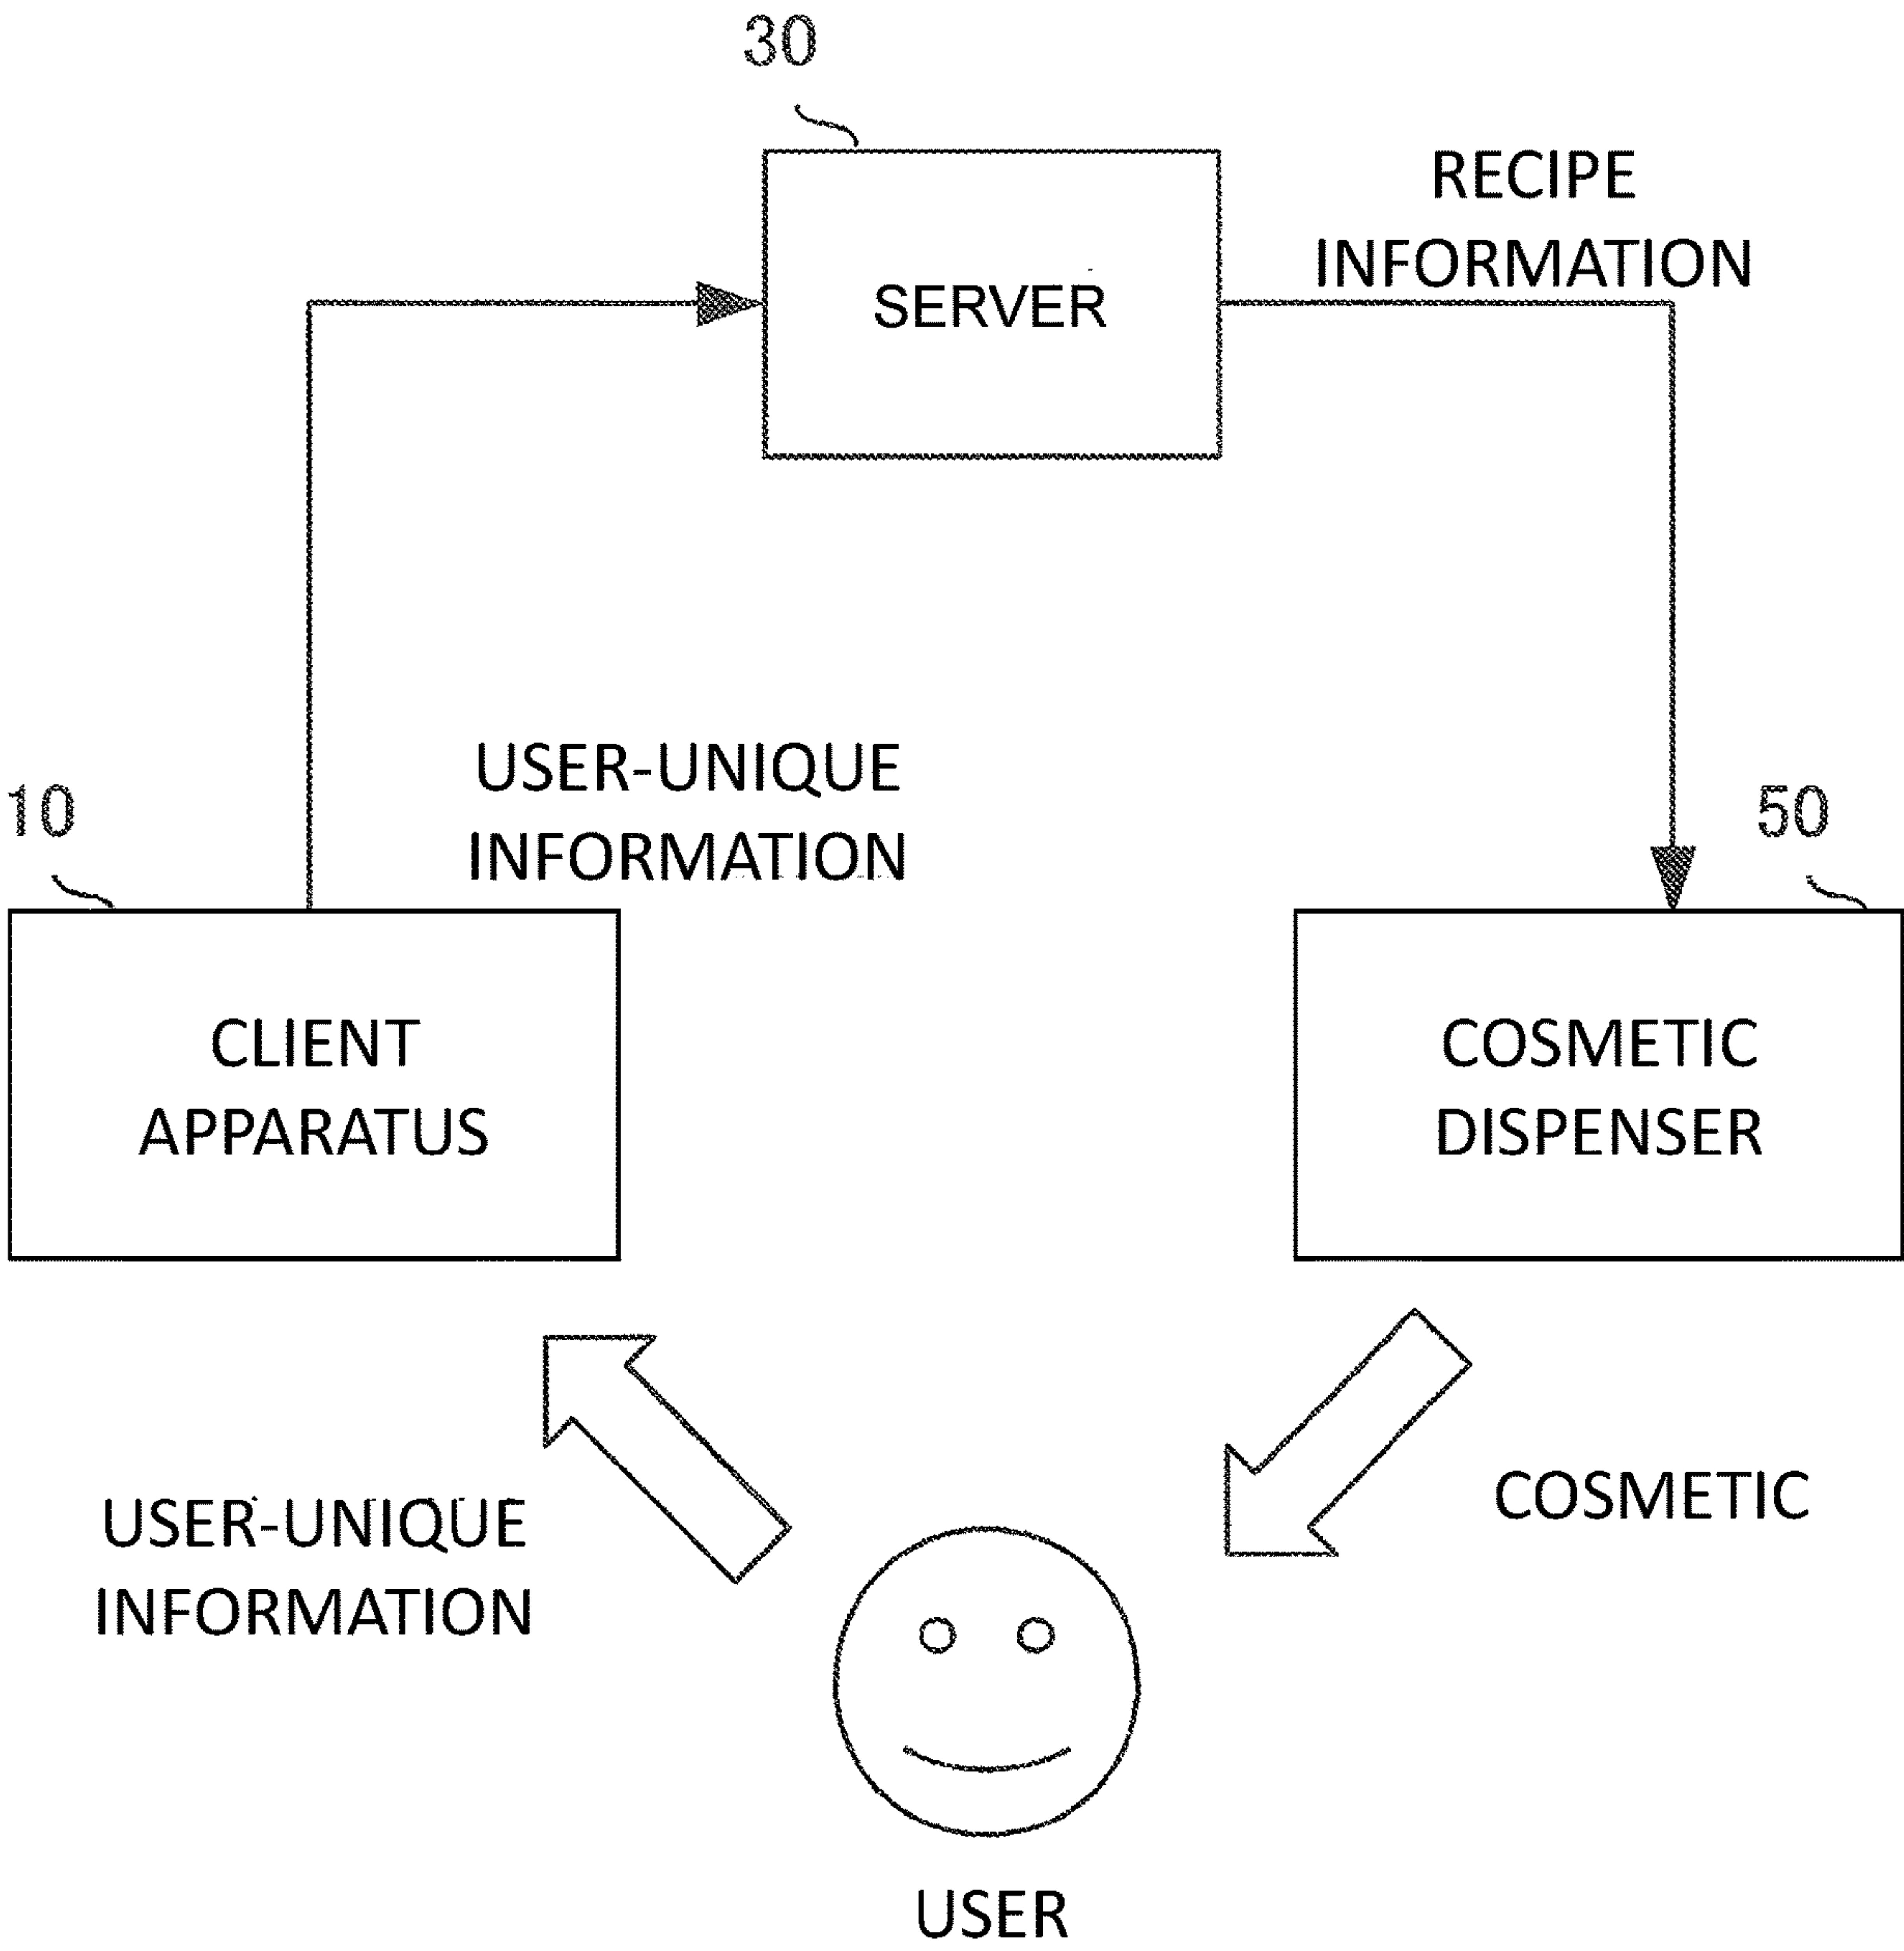 30
RECIPE
INFORMATION
SERVER
USER-UNIQUE
INFORMATION
10
50
CLIENT
APPARATUS
COSMETIC
DISPENSER
USER-UNIQUE
INFORMATION
COSMETIC
USER